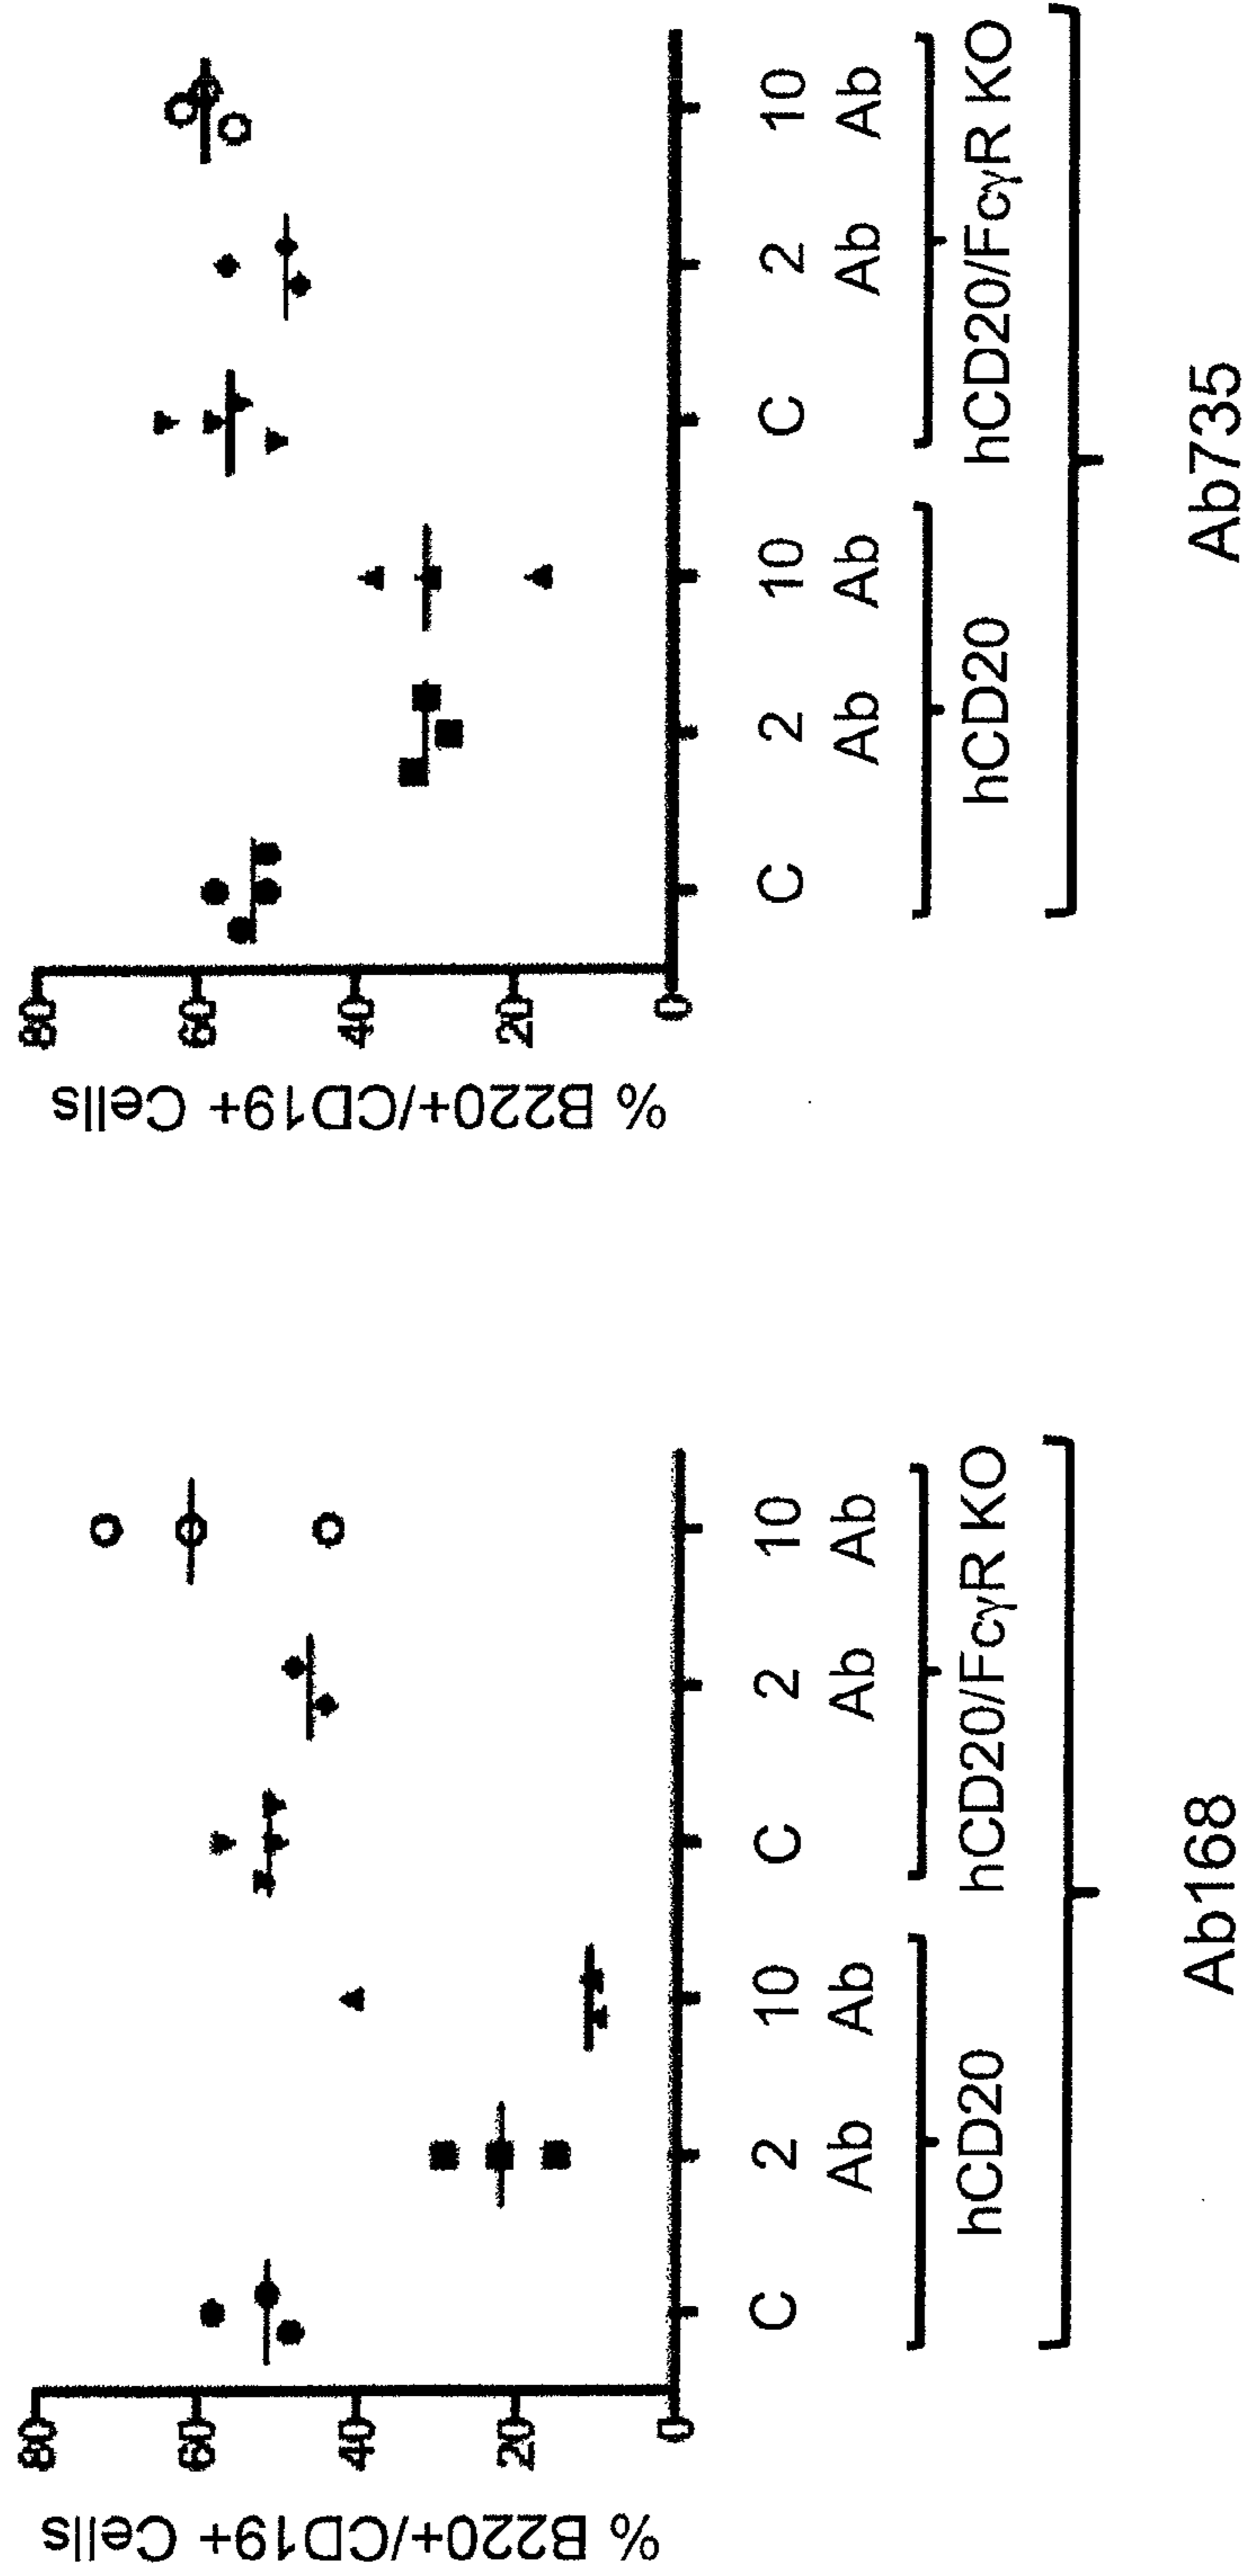 % B220+/CD19+ Cells
80
60
40
20
0
C 2 10 C 2 10
Ab Ab Ab Ab
hCD20 hCD20/FcγR KO
Ab168
% B220+/CD19+ Cells
80
60
40
20
0
C 2 10 C 2 10
Ab Ab Ab Ab
hCD20 hCD20/FcγR KO
Ab735